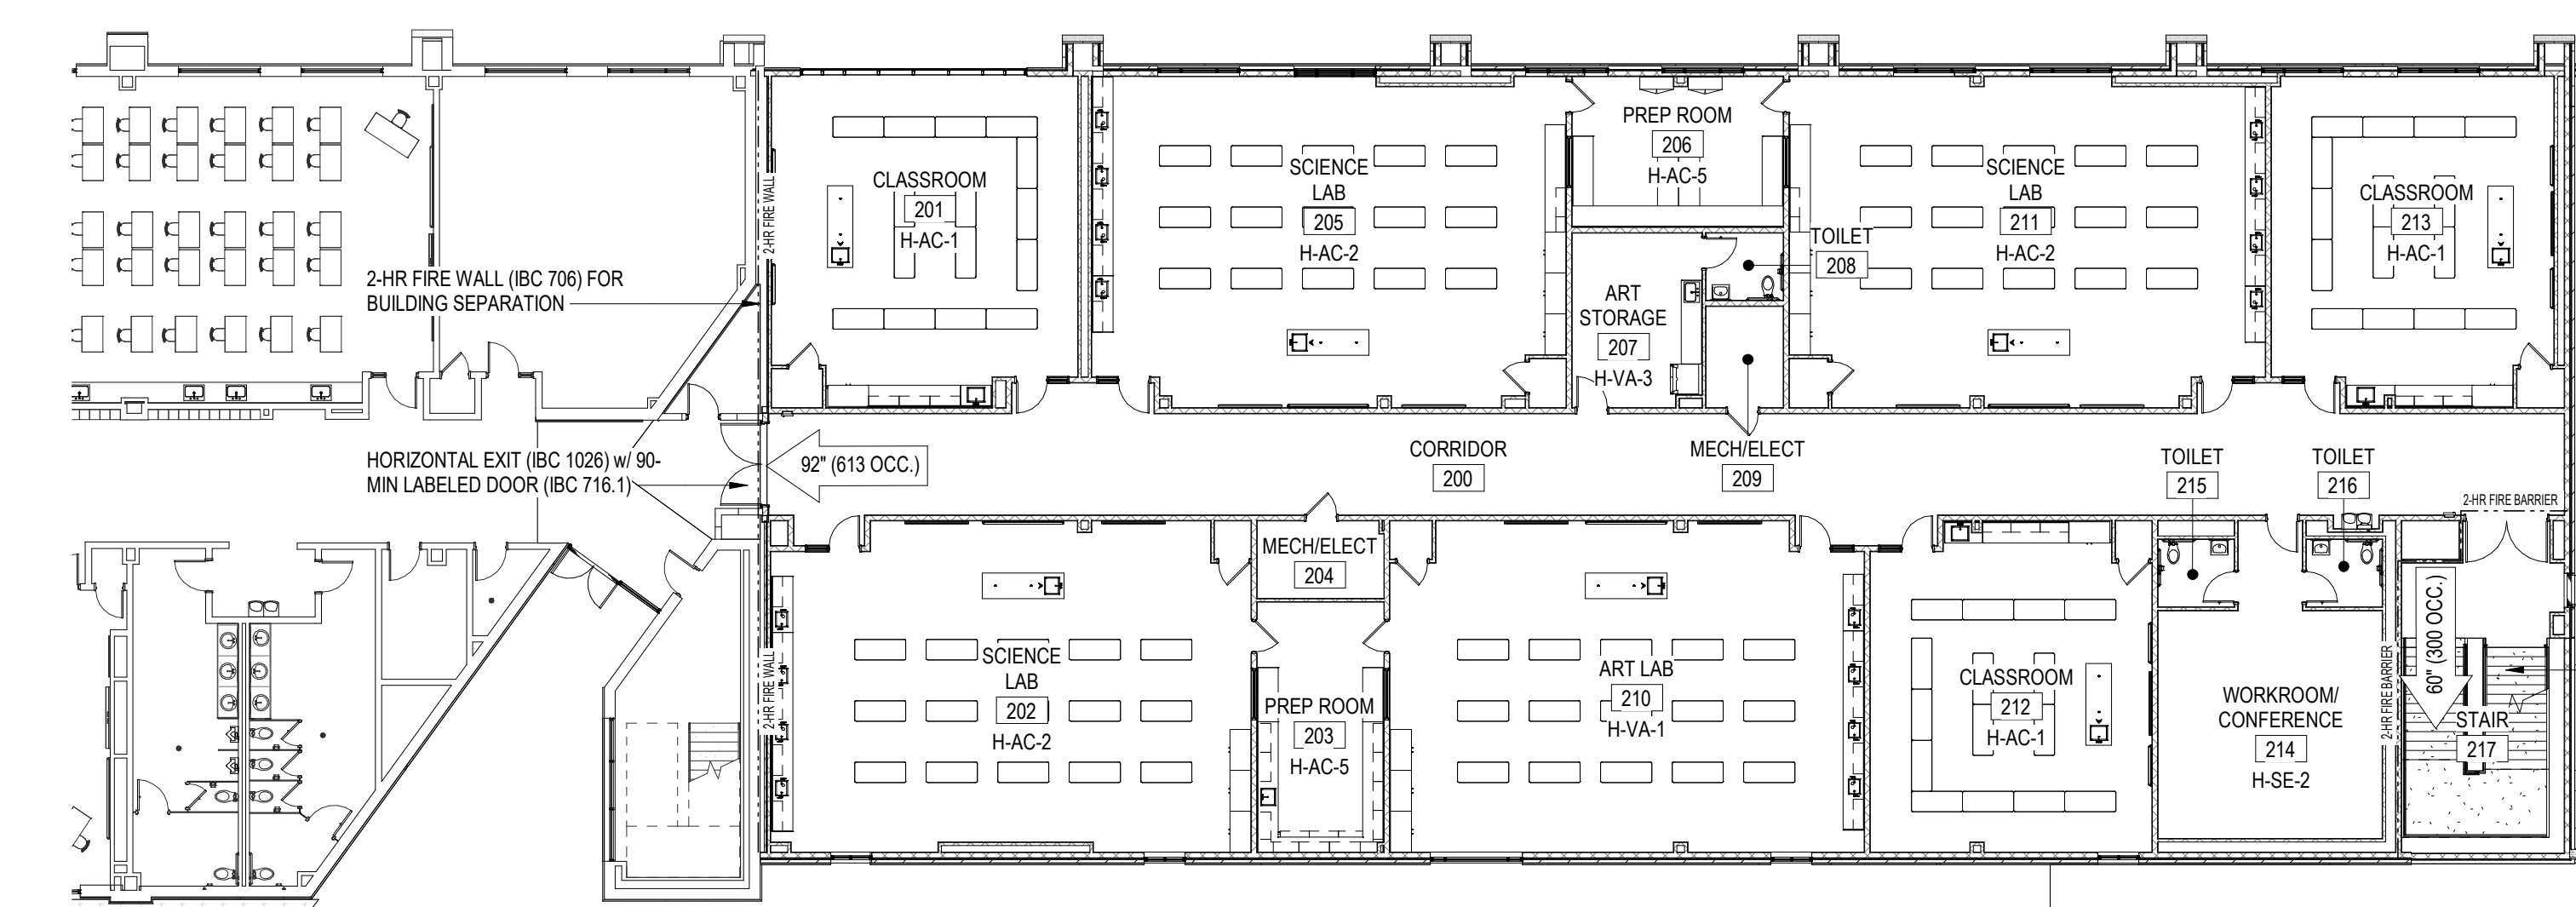 2-HR FIRE WALL (IBC 706) FOR
BUILDING SEPARATION
HORIZONTAL EXIT (IBC 1026) w/ 90-
MIN LABELED DOOR (IBC 716.1)
2-HR FIRE WALL
CLASSROOM
201
H-AC-1
SCIENCE
LAB
205
H-AC-2
PREP ROOM
206
H-AC-5
TOILET
208
ART
STORAGE
207
H-VA-3
SCIENCE
LAB
211
H-AC-2
CLASSROOM
213
H-AC-1
92" (613 OCC.)
CORRIDOR
200
MECH/ELECT
209
TOILET
215
TOILET
216
2-HR FIRE BARRIER
2-HR FIRE WALL
SCIENCE
LAB
202
H-AC-2
MECH/ELECT
204
PREP ROOM
203
H-AC-5
ART LAB
210
H-VA-1
CLASSROOM
212
H-AC-1
WORKROOM/
CONFERENCE
214
H-SE-2
2-HR FIRE BARRIER
60" (300 OCC.)
STAIR
217